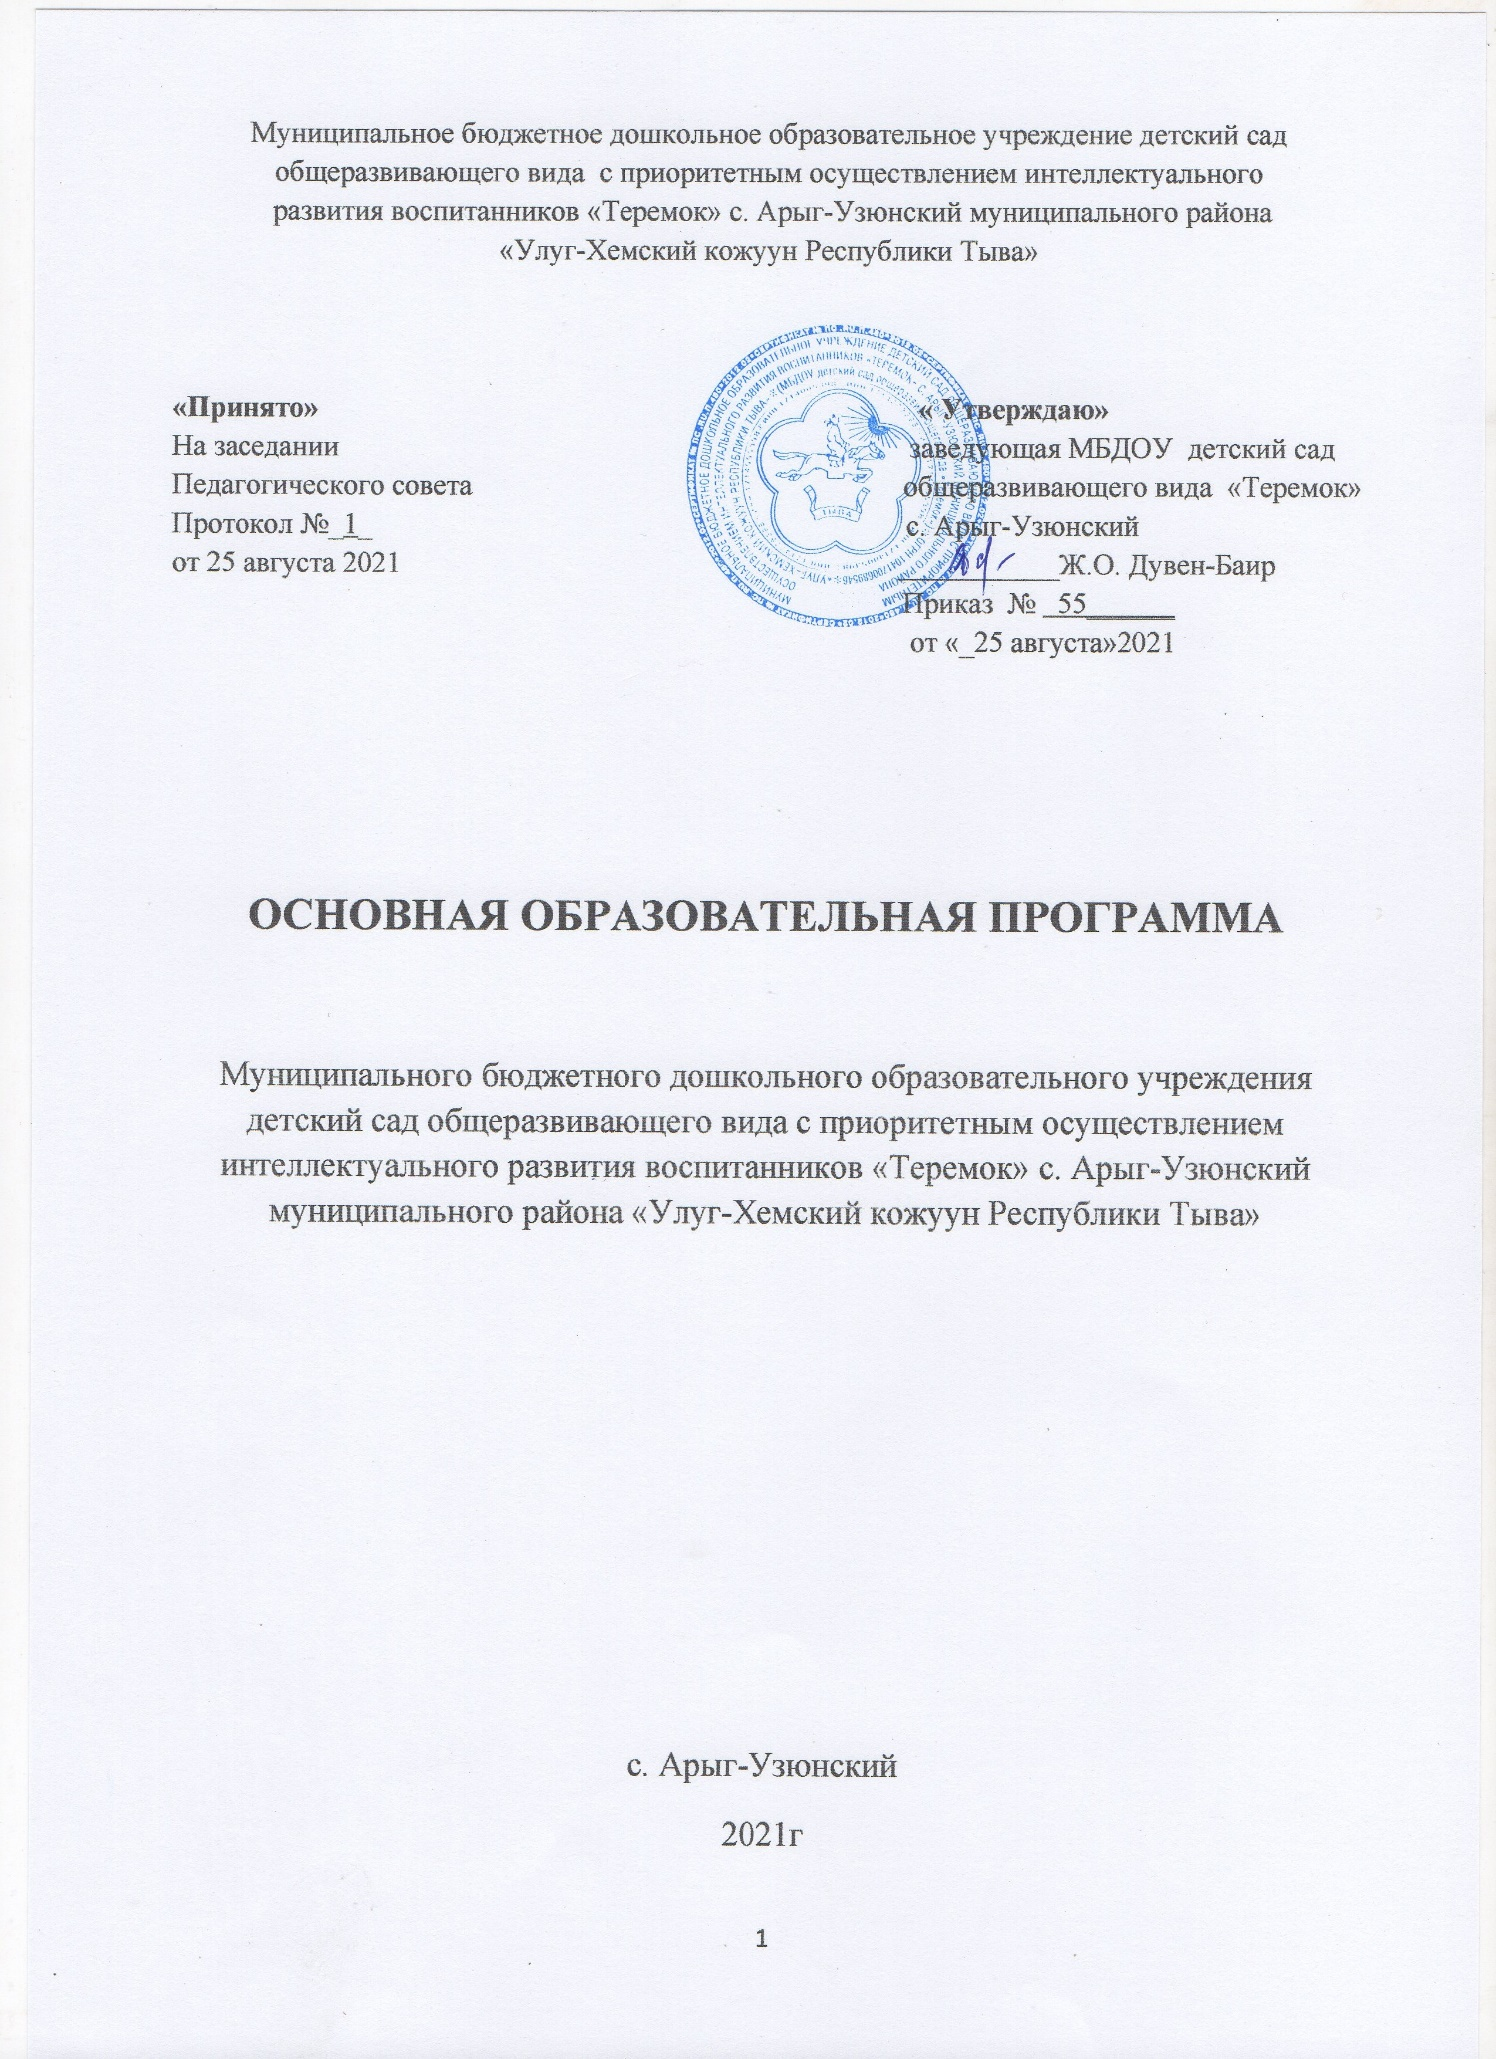 Муниципальное бюджетное дошкольное образовательное учреждение детский сад
общеразвивающего вида с приоритетным осуществлением интеллектуального
развития воспитанников «Теремок» с. Арыг-Узюнский муниципального района
«Улуг-Хемский кожуун Республики Тыва»
«Принято»
На заседании
Педагогического совета
Протокол №_1_
от 25 августа 2021
« Утверждаю»
заведующая МБДОУ детский сад
общеразвивающего вида «Теремок»
с. Арыг-Узюнский
___________Ж.О. Дувен-Баир
Приказ № _55______
от «_25 августа»2021
ТЫВА
ОСНОВНАЯ ОБРАЗОВАТЕЛЬНАЯ ПРОГРАММА
Муниципального бюджетного дошкольного образовательного учреждения
детский сад общеразвивающего вида с приоритетным осуществлением
интеллектуального развития воспитанников «Теремок» с. Арыг-Узюнский
муниципального района «Улуг-Хемский кожуун Республики Тыва»
с. Арыг-Узюнский
2021г
1